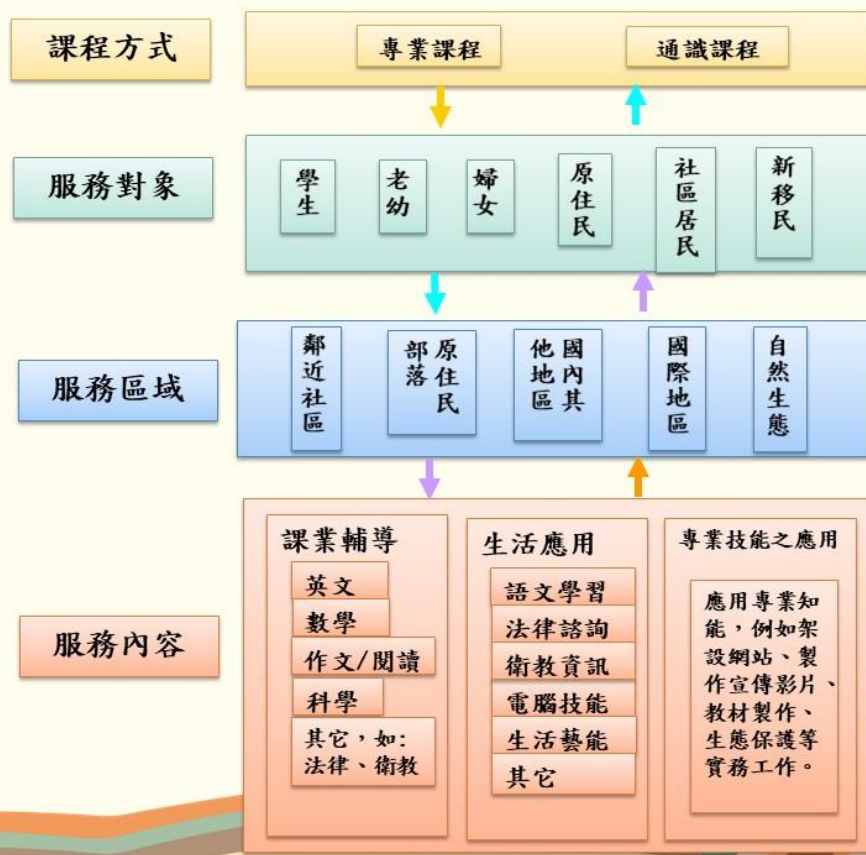 課程方式
專業課程
通識課程
服務對象
學生
老幼
婦女
原住民
社區居民
新移民
服務區域
鄰近社區
原住民
部落
國內其
他地區
國際地區
自然生態
服務內容
課業輔導
英文
數學
作文/閱讀
科學
其它，如:
法律、衛教
生活應用
語文學習
法律諮詢
衛教資訊
電腦技能
生活藝能
其它
專業技能之應用
應用專業知
能，例如架
設網站、製
作宣傳影片、
教材製作、
生態保護等
實務工作。